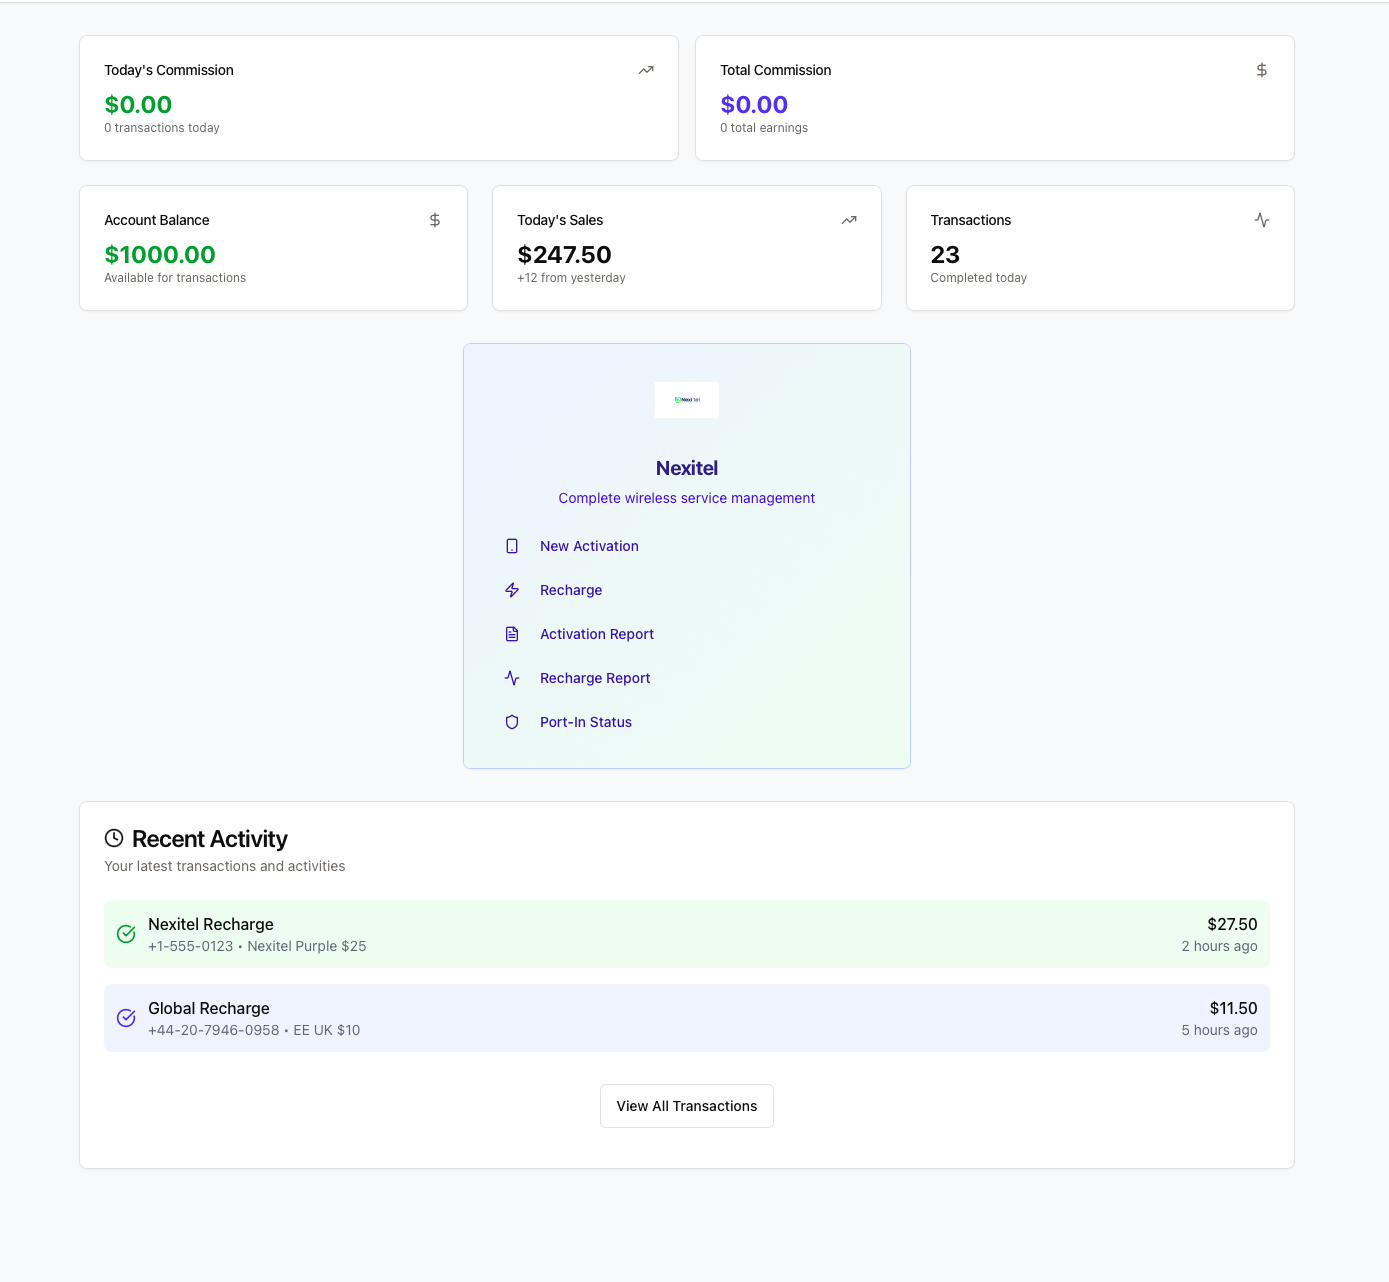 Today's Commission
$0.00
0 transactions today
Total Commission
$0.00
0 total earnings
Account Balance
$1000.00
Available for transactions
Today's Sales
$247.50
+12 from yesterday
Transactions
23
Completed today
Nexi tel
Nexitel
Complete wireless service management
New Activation
Recharge
Activation Report
Recharge Report
Port-In Status
Recent Activity
Your latest transactions and activities
Nexitel Recharge
$27.50
+1-555-0123 • Nexitel Purple $25
2 hours ago
Global Recharge
$11.50
+44-20-7946-0958 • EE UK $10
5 hours ago
View All Transactions